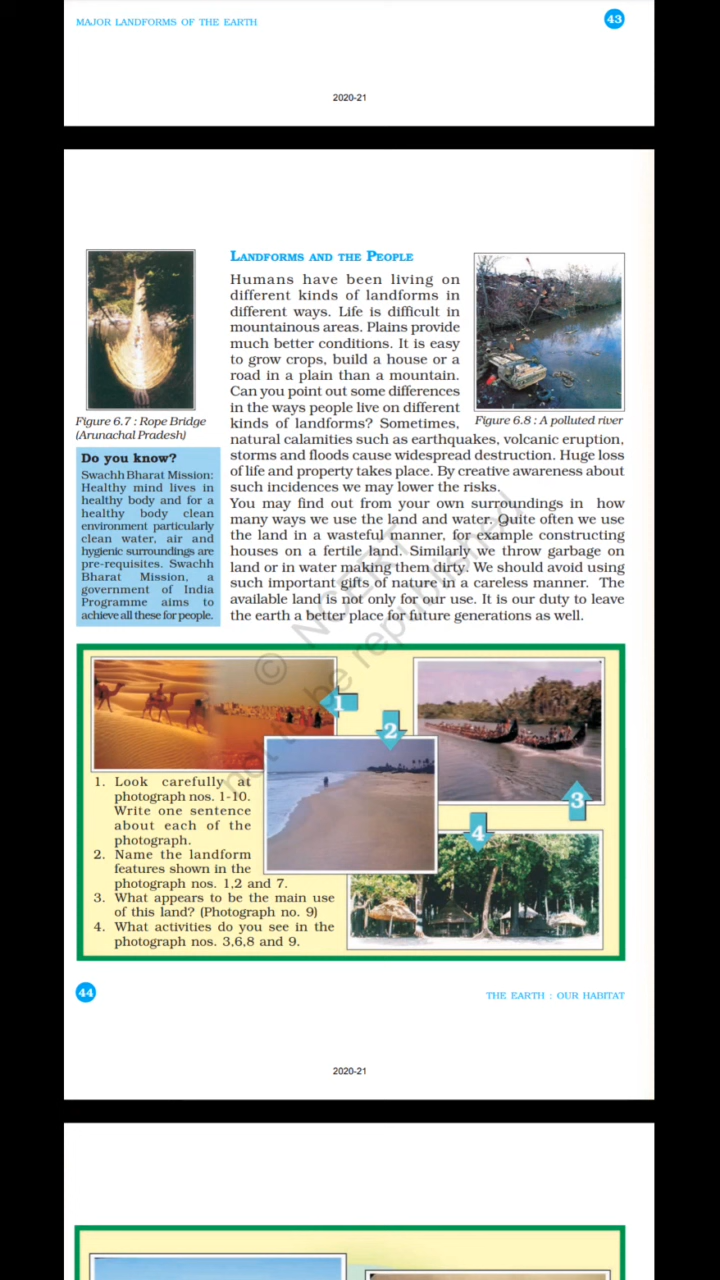 MAJOR LANDFORMS OF THE EARTH
43
2020-21
LANDFORMS AND THE PEOPLE
Humans have been living on
different kinds of landforms in
different ways. Life is difficult in
mountainous areas. Plains provide
much better conditions. It is easy
to grow crops, build a house or a
road in a plain than a mountain.
Can you point out some differences
in the ways people live on different
kinds of landforms? Sometimes,
natural calamities such as earthquakes, volcanic eruption,
storms and floods cause widespread destruction. Huge loss
of life and property takes place. By creative awareness about
such incidences we may lower the risks.
You may find out from your own surroundings in how
many ways we use the land and water. Quite often we use
the land in a wasteful manner, for example constructing
houses on a fertile land. Similarly we throw garbage on
land or in water making them dirty. We should avoid using
such important gifts of nature in a careless manner. The
available land is not only for our use. It is our duty to leave
the earth a better place for future generations as well.
Figure 6.7 : Rope Bridge
(Arunachal Pradesh)
Figure 6.8 : A polluted river
Do you know?
Swachh Bharat Mission:
Healthy mind lives in
healthy body and for a
healthy body clean
environment particularly
clean water, air and
hygienic surroundings are
pre-requisites. Swachh
Bharat Mission, a
government of India
Programme aims to
achieve all these for people.
© NCERT
not to be republished
1
2
3
4
1. Look carefully at
photograph nos. 1-10.
Write one sentence
about each of the
photograph.
2. Name the landform
features shown in the
photograph nos. 1,2 and 7.
3. What appears to be the main use
of this land? (Photograph no. 9)
4. What activities do you see in the
photograph nos. 3,6,8 and 9.
44
THE EARTH : OUR HABITAT
2020-21